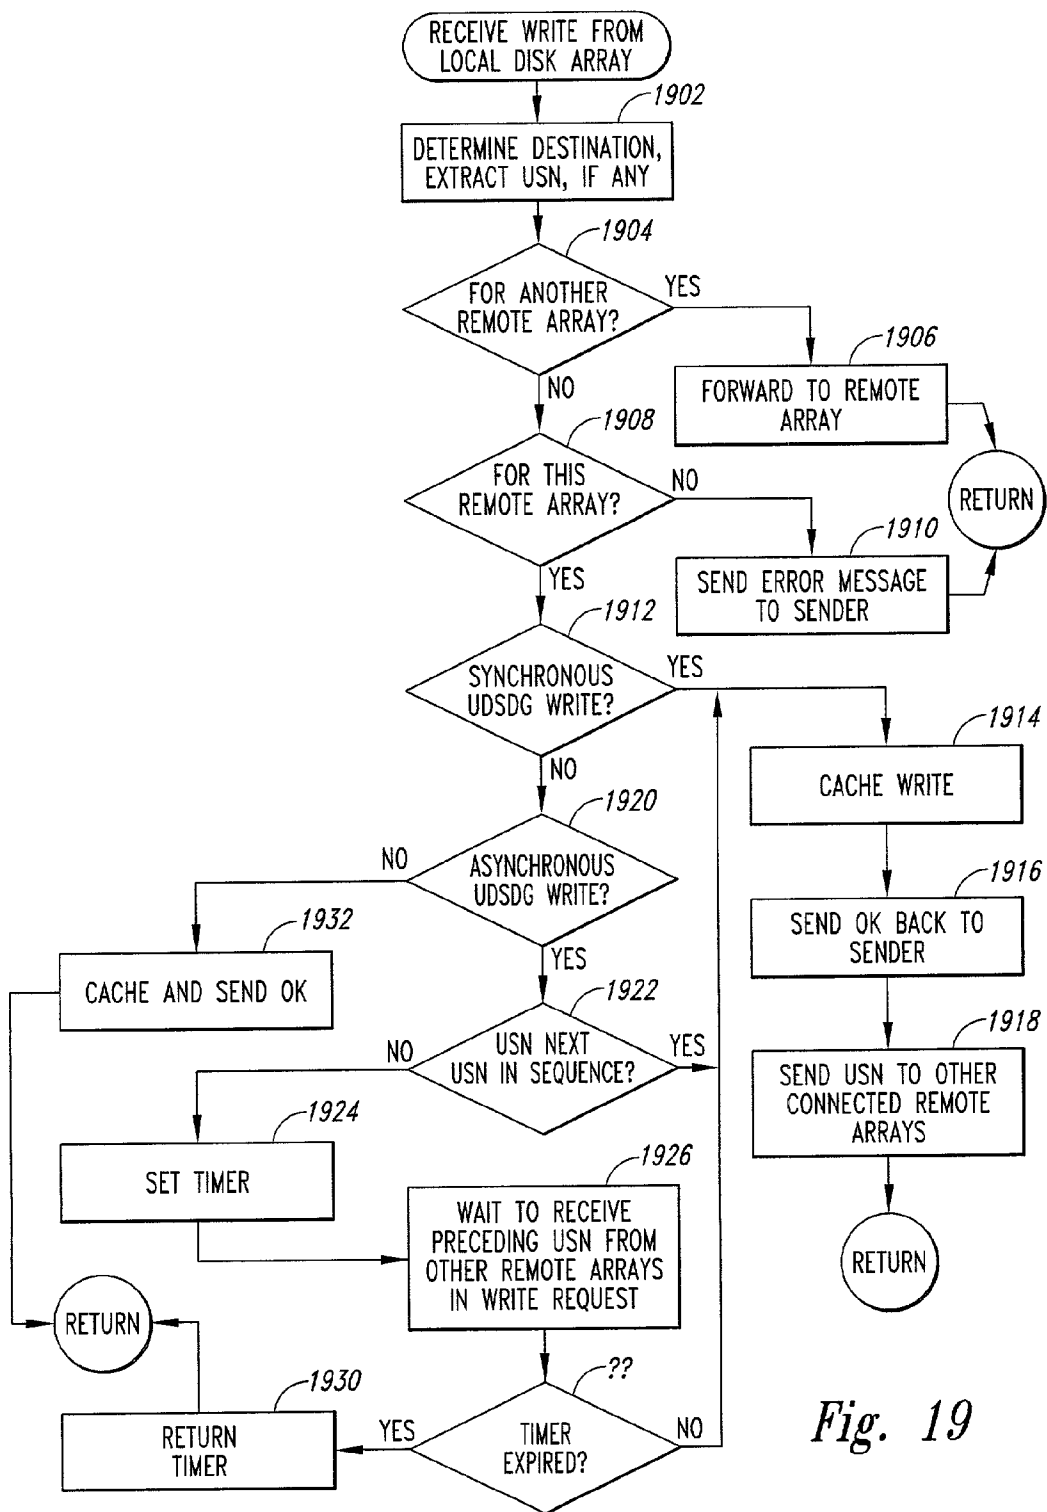 RECEIVE WRITE FROM
LOCAL DISK ARRAY
1902
DETERMINE DESTINATION,
EXTRACT USN, IF ANY
1904
FOR ANOTHER
REMOTE ARRAY?
YES
NO
1906
FORWARD TO REMOTE
ARRAY
1908
FOR THIS
REMOTE ARRAY?
NO
YES
RETURN
1910
SEND ERROR MESSAGE
TO SENDER
1912
SYNCHRONOUS
UDSDG WRITE?
YES
NO
1914
CACHE WRITE
1920
ASYNCHRONOUS
UDSDG WRITE?
NO
YES
1916
SEND OK BACK TO
SENDER
1932
CACHE AND SEND OK
1922
USN NEXT
USN IN SEQUENCE?
NO
YES
1918
SEND USN TO OTHER
CONNECTED REMOTE
ARRAYS
1924
SET TIMER
1926
WAIT TO RECEIVE
PRECEDING USN FROM
OTHER REMOTE ARRAYS
IN WRITE REQUEST
RETURN
RETURN
??
TIMER
EXPIRED?
YES
NO
1930
RETURN
TIMER
Fig. 19